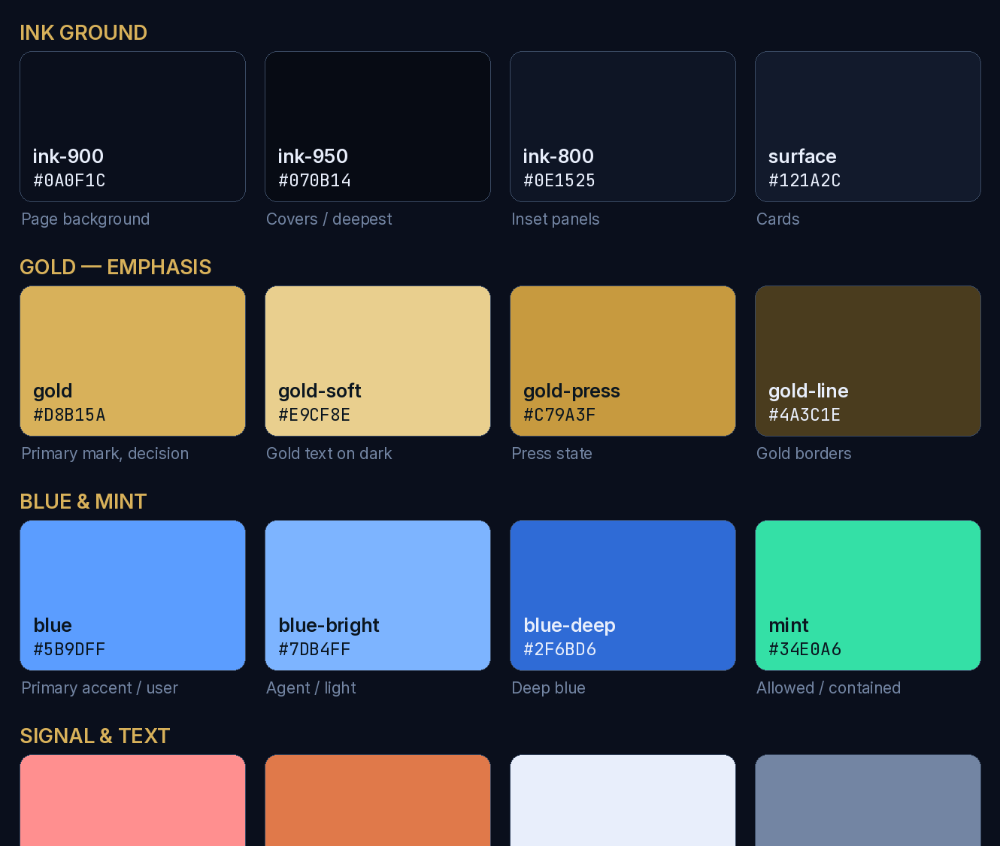 INK GROUND
ink-900
#0A0F1C
Page background
ink-950
#070B14
Covers / deepest
ink-800
#0E1525
Inset panels
surface
#121A2C
Cards
GOLD — EMPHASIS
gold
#D8B15A
Primary mark, decision
gold-soft
#E9CF8E
Gold text on dark
gold-press
#C79A3F
Press state
gold-line
#4A3C1E
Gold borders
BLUE & MINT
blue
#5B9DFF
Primary accent / user
blue-bright
#7DB4FF
Agent / light
blue-deep
#2F6BD6
Deep blue
mint
#34E0A6
Allowed / contained
SIGNAL & TEXT